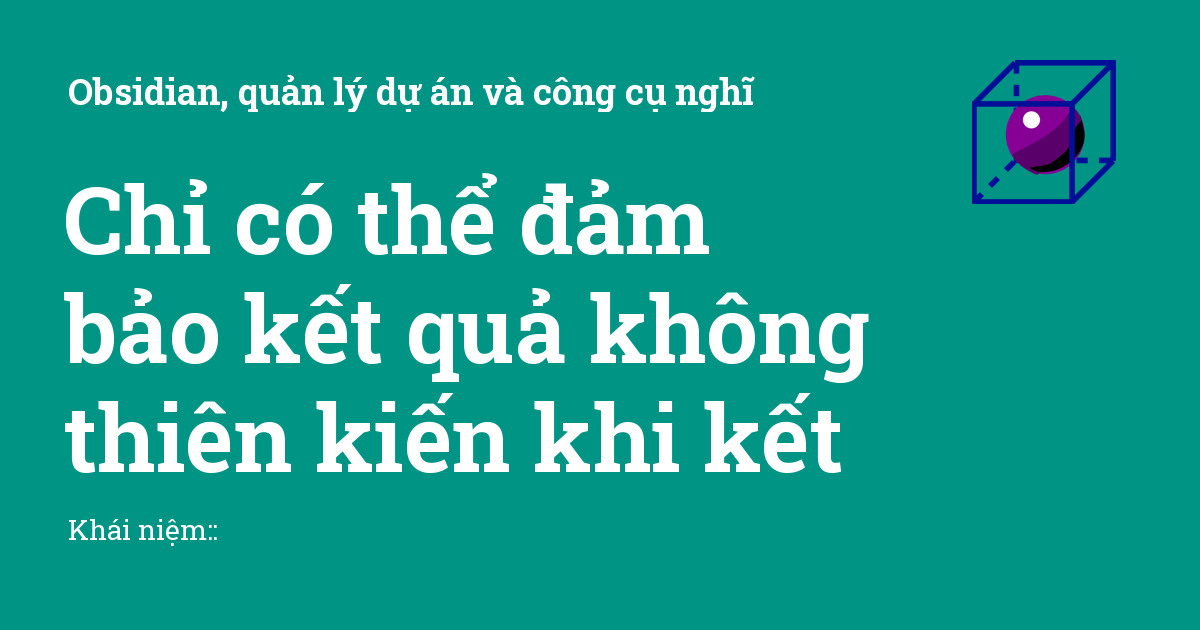 Obsidian, quản lý dự án và công cụ nghĩ
Chỉ có thể đảm
bảo kết quả không
thiên kiến khi kết
Khái niệm::